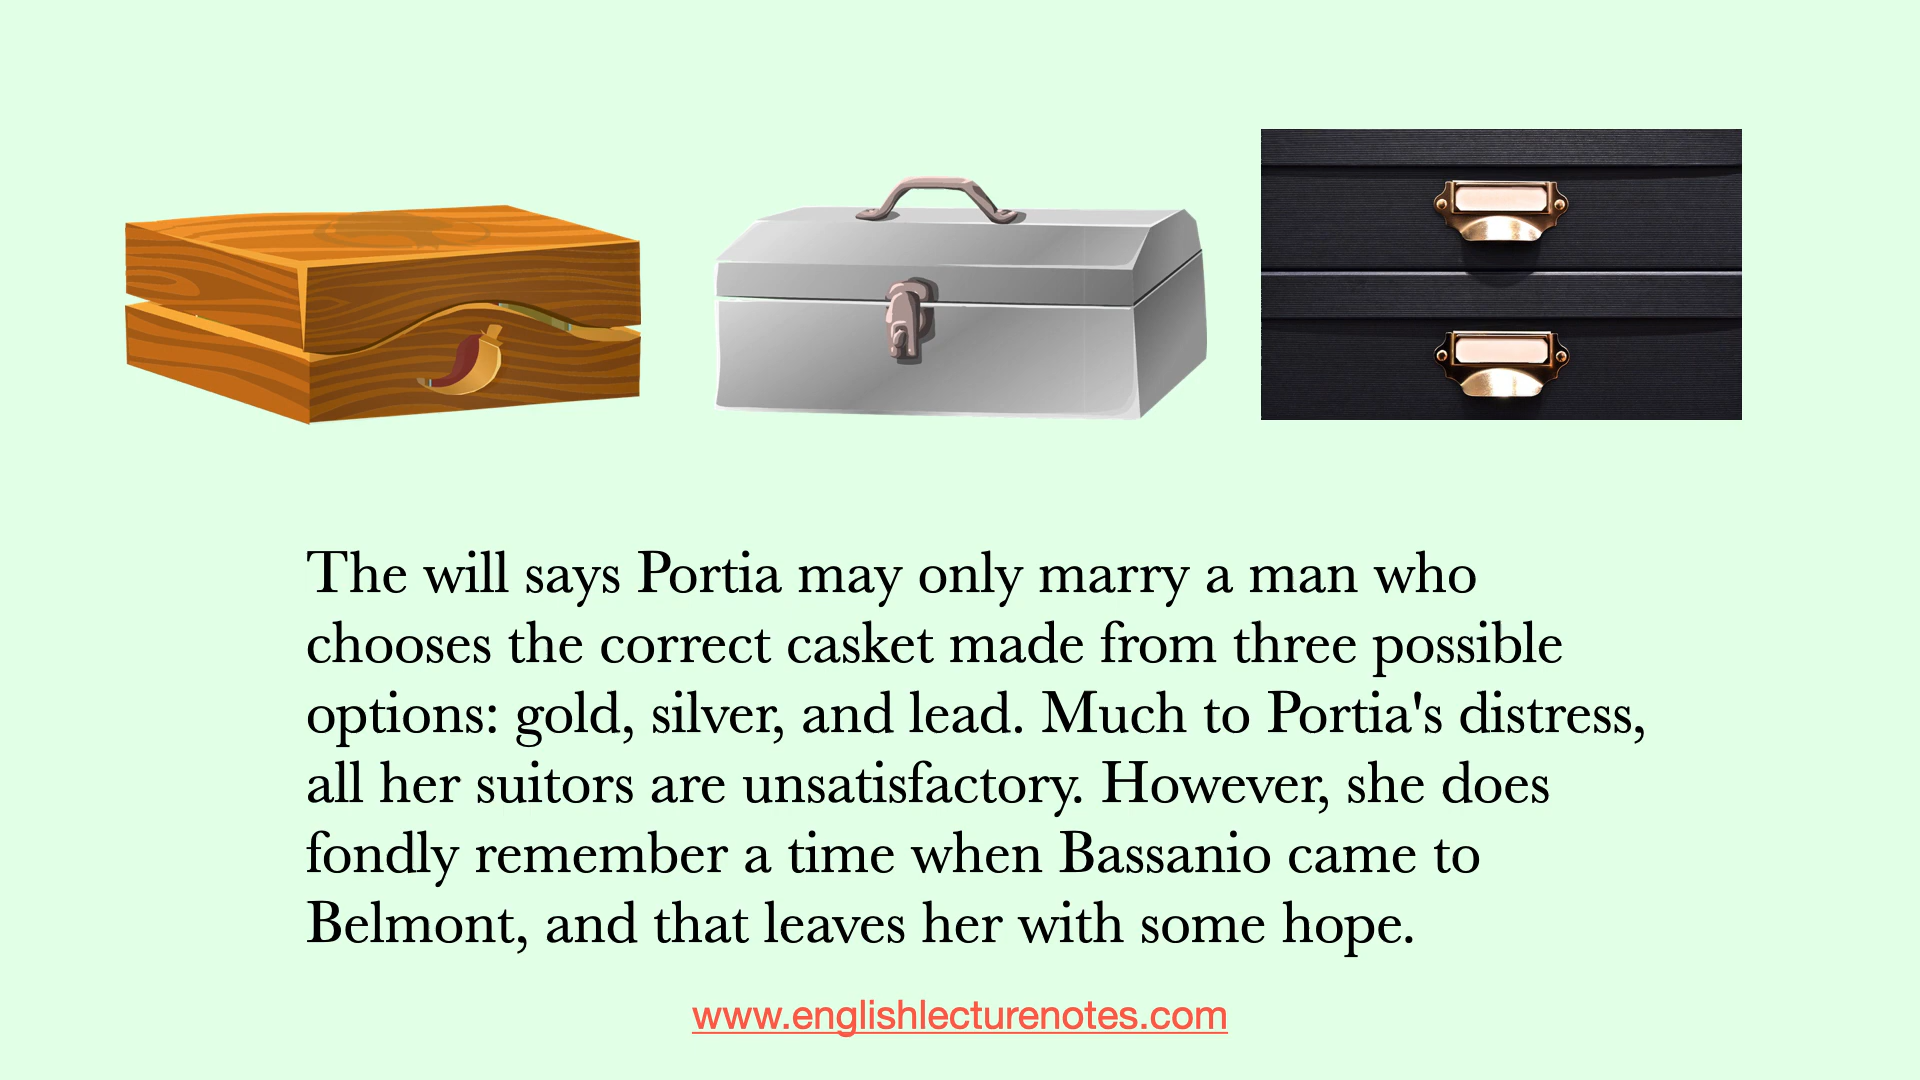 The will says Portia may only marry a man who
chooses the correct casket made from three possible
options: gold, silver, and lead. Much to Portia's distress,
all her suitors are unsatisfactory. However, she does
fondly remember a time when Bassanio came to
Belmont, and that leaves her with some hope.
www.englishlecturenotes.com